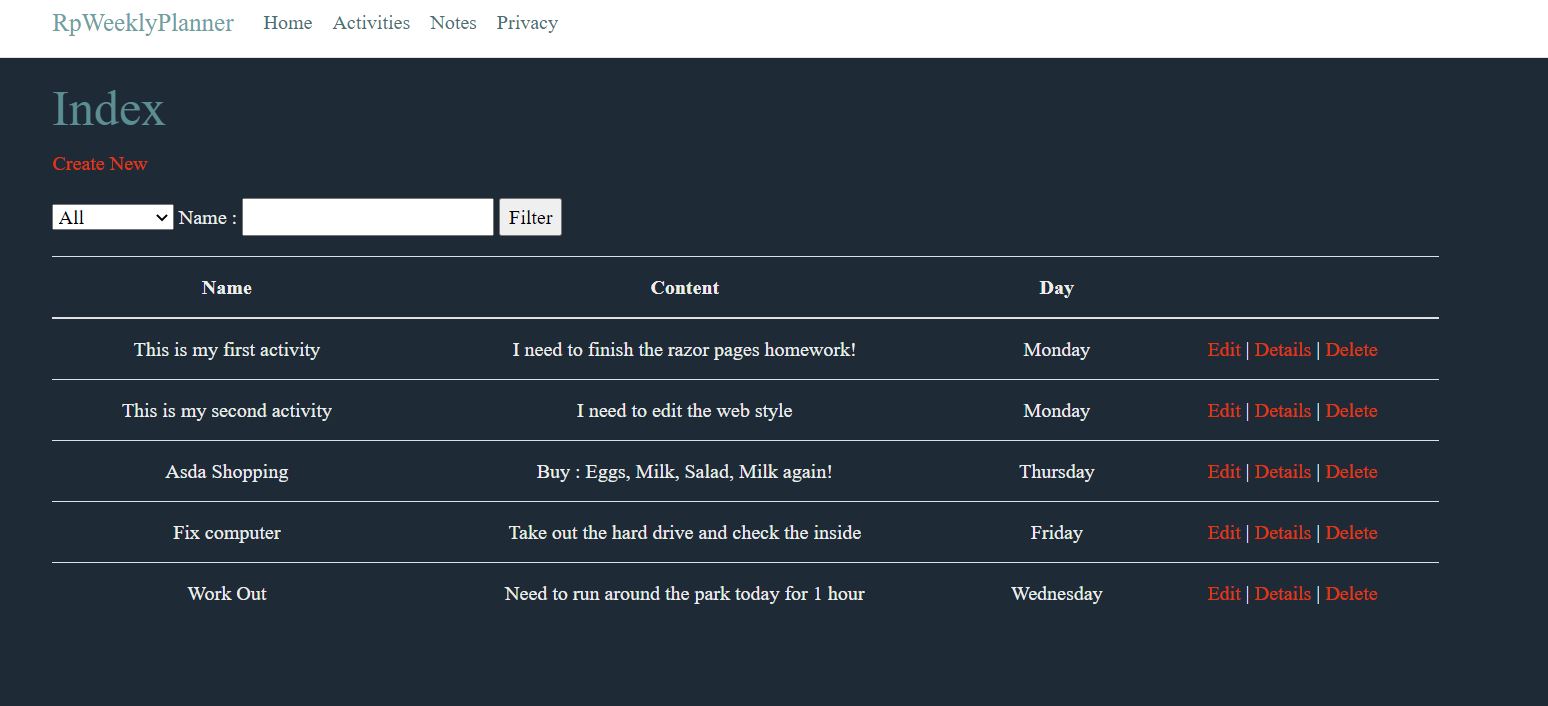 RpWeeklyPlanner Home Activities Notes Privacy
Index
Create New
All Name : Filter
Name Content Day
This is my first activity I need to finish the razor pages homework! Monday Edit | Details | Delete
This is my second activity I need to edit the web style Monday Edit | Details | Delete
Asda Shopping Buy : Eggs, Milk, Salad, Milk again! Thursday Edit | Details | Delete
Fix computer Take out the hard drive and check the inside Friday Edit | Details | Delete
Work Out Need to run around the park today for 1 hour Wednesday Edit | Details | Delete